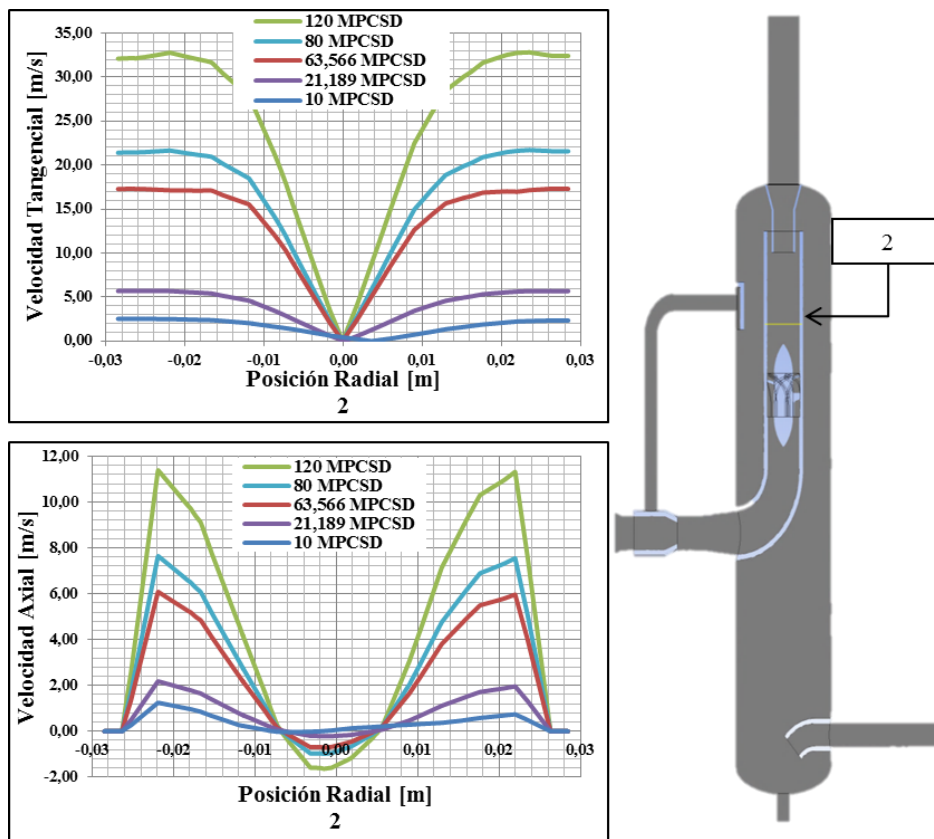 120 MPCSD
80 MPCSD
63,566 MPCSD
21,189 MPCSD
10 MPCSD
35,00
30,00
25,00
20,00
15,00
10,00
5,00
0,00
Velocidad Tangencial [m/s]
-0,03 -0,02 -0,01 0,00 0,01 0,02 0,03
Posición Radial [m]
2
120 MPCSD
80 MPCSD
63,566 MPCSD
21,189 MPCSD
10 MPCSD
12,00
10,00
8,00
6,00
4,00
2,00
0,00
-2,00
Velocidad Axial [m/s]
-0,03 -0,02 -0,01 0,00 0,01 0,02 0,03
Posición Radial [m]
2
2